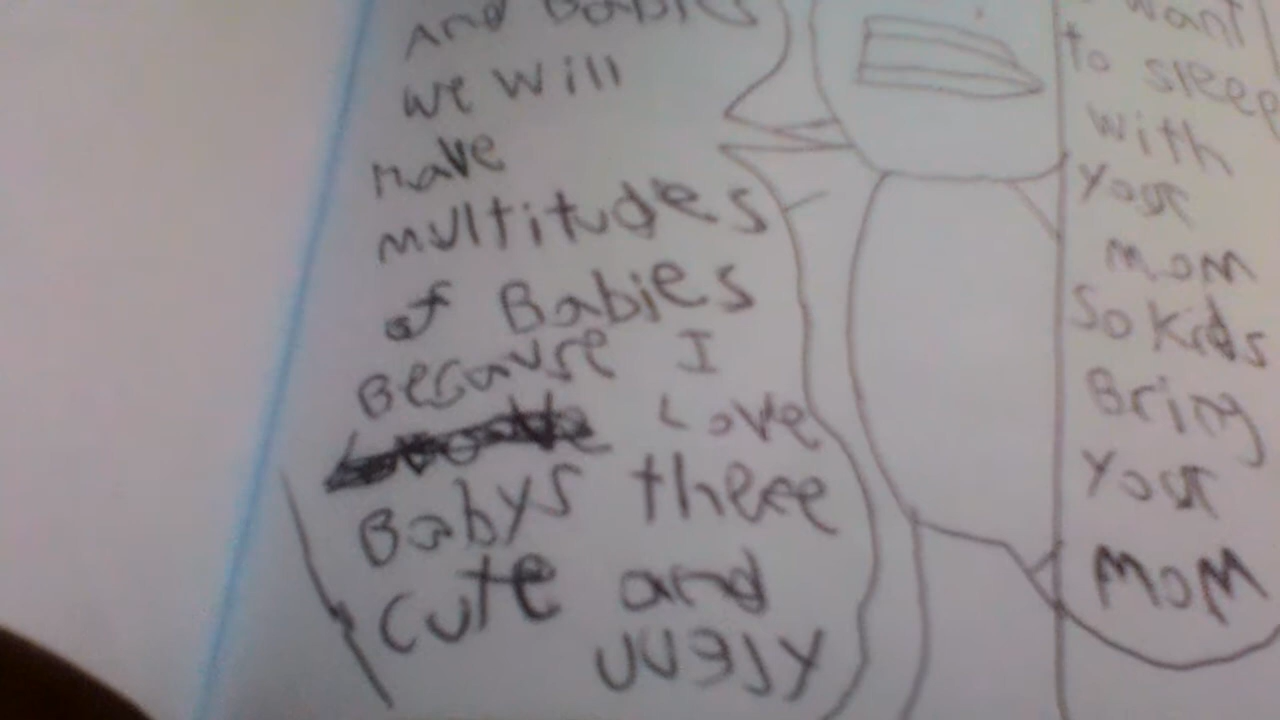 And Babies
we will
have
multitudes
of Babies
Because I
Love
Babys there
cute and
uugly
want
to sleep
with
your
mom
So Kids
Bring
your
MOM